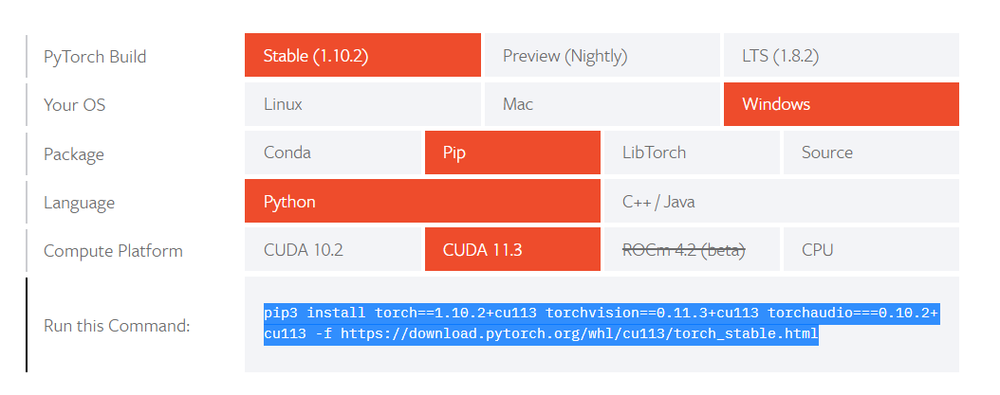 PyTorch Build Stable (1.10.2) Preview (Nightly) LTS (1.8.2)
Your OS Linux Mac Windows
Package Conda Pip LibTorch Source
Language Python C++ / Java
Compute Platform CUDA 10.2 CUDA 11.3 ROCm 4.2 (beta) CPU
Run this Command: pip3 install torch==1.10.2+cu113 torchvision==0.11.3+cu113 torchaudio===0.10.2+
cu113 -f https://download.pytorch.org/whl/cu113/torch_stable.html